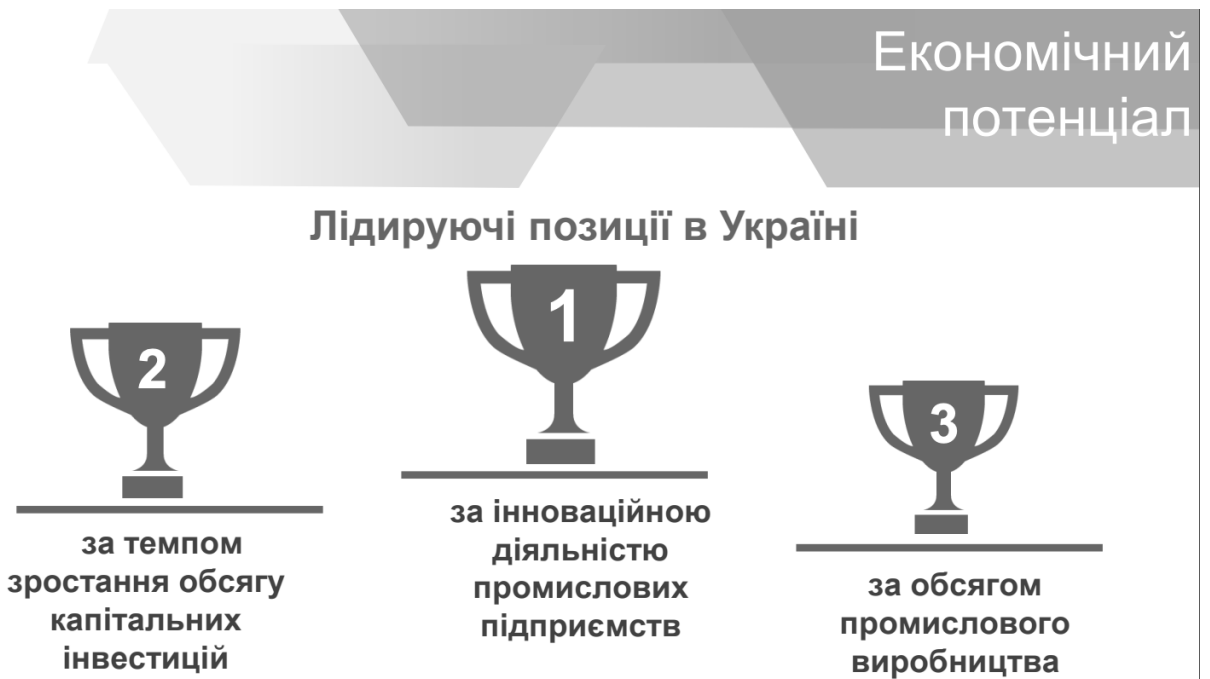 Економічний
потенціал
Лідируючі позиції в Україні
2
за темпом
зростання обсягу
капітальних
інвестицій
1
за інноваційною
діяльністю
промислових
підприємств
3
за обсягом
промислового
виробництва